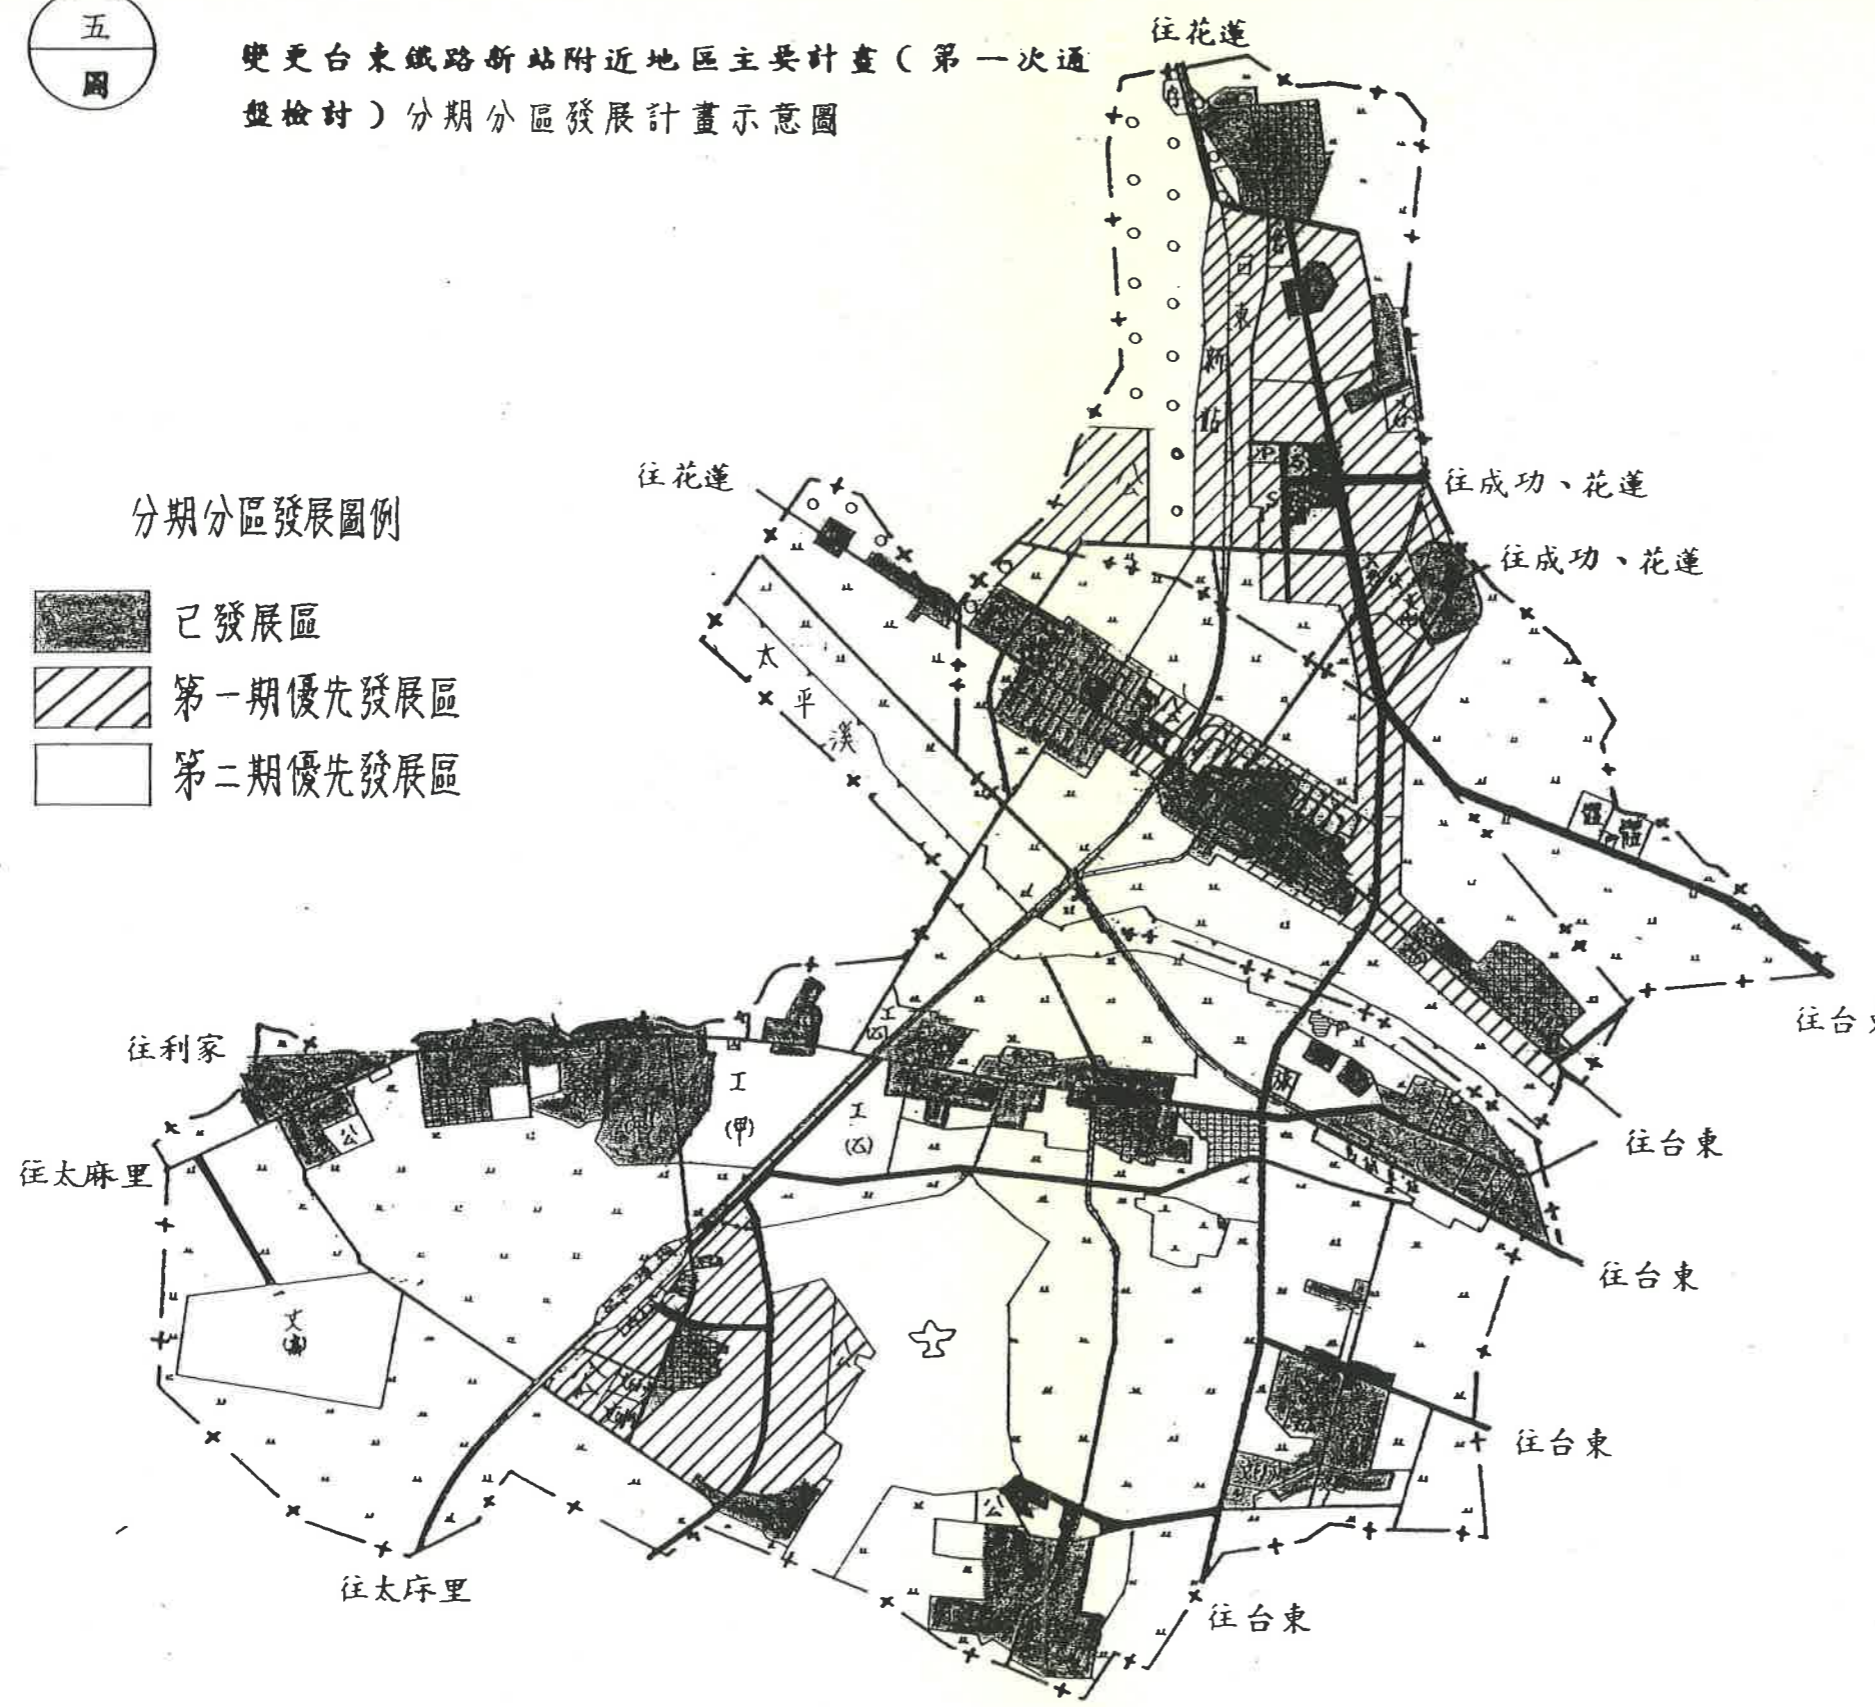 五
圖
變更台東鐵路新站附近地區主要計畫(第一次通
盤檢討)分期分區發展計畫示意圖
往花蓮
分期分區發展圖例
已發展區
第一期優先發展區
第二期優先發展區
往花蓮
往成功、花蓮
往成功、花蓮
東
新
站
公
太
平
溪
往台
往利家
往太麻里
公
工
(甲)
工
(乙)
工
文
(高)
往台東
往台東
往台東
公
往太麻里
往台東